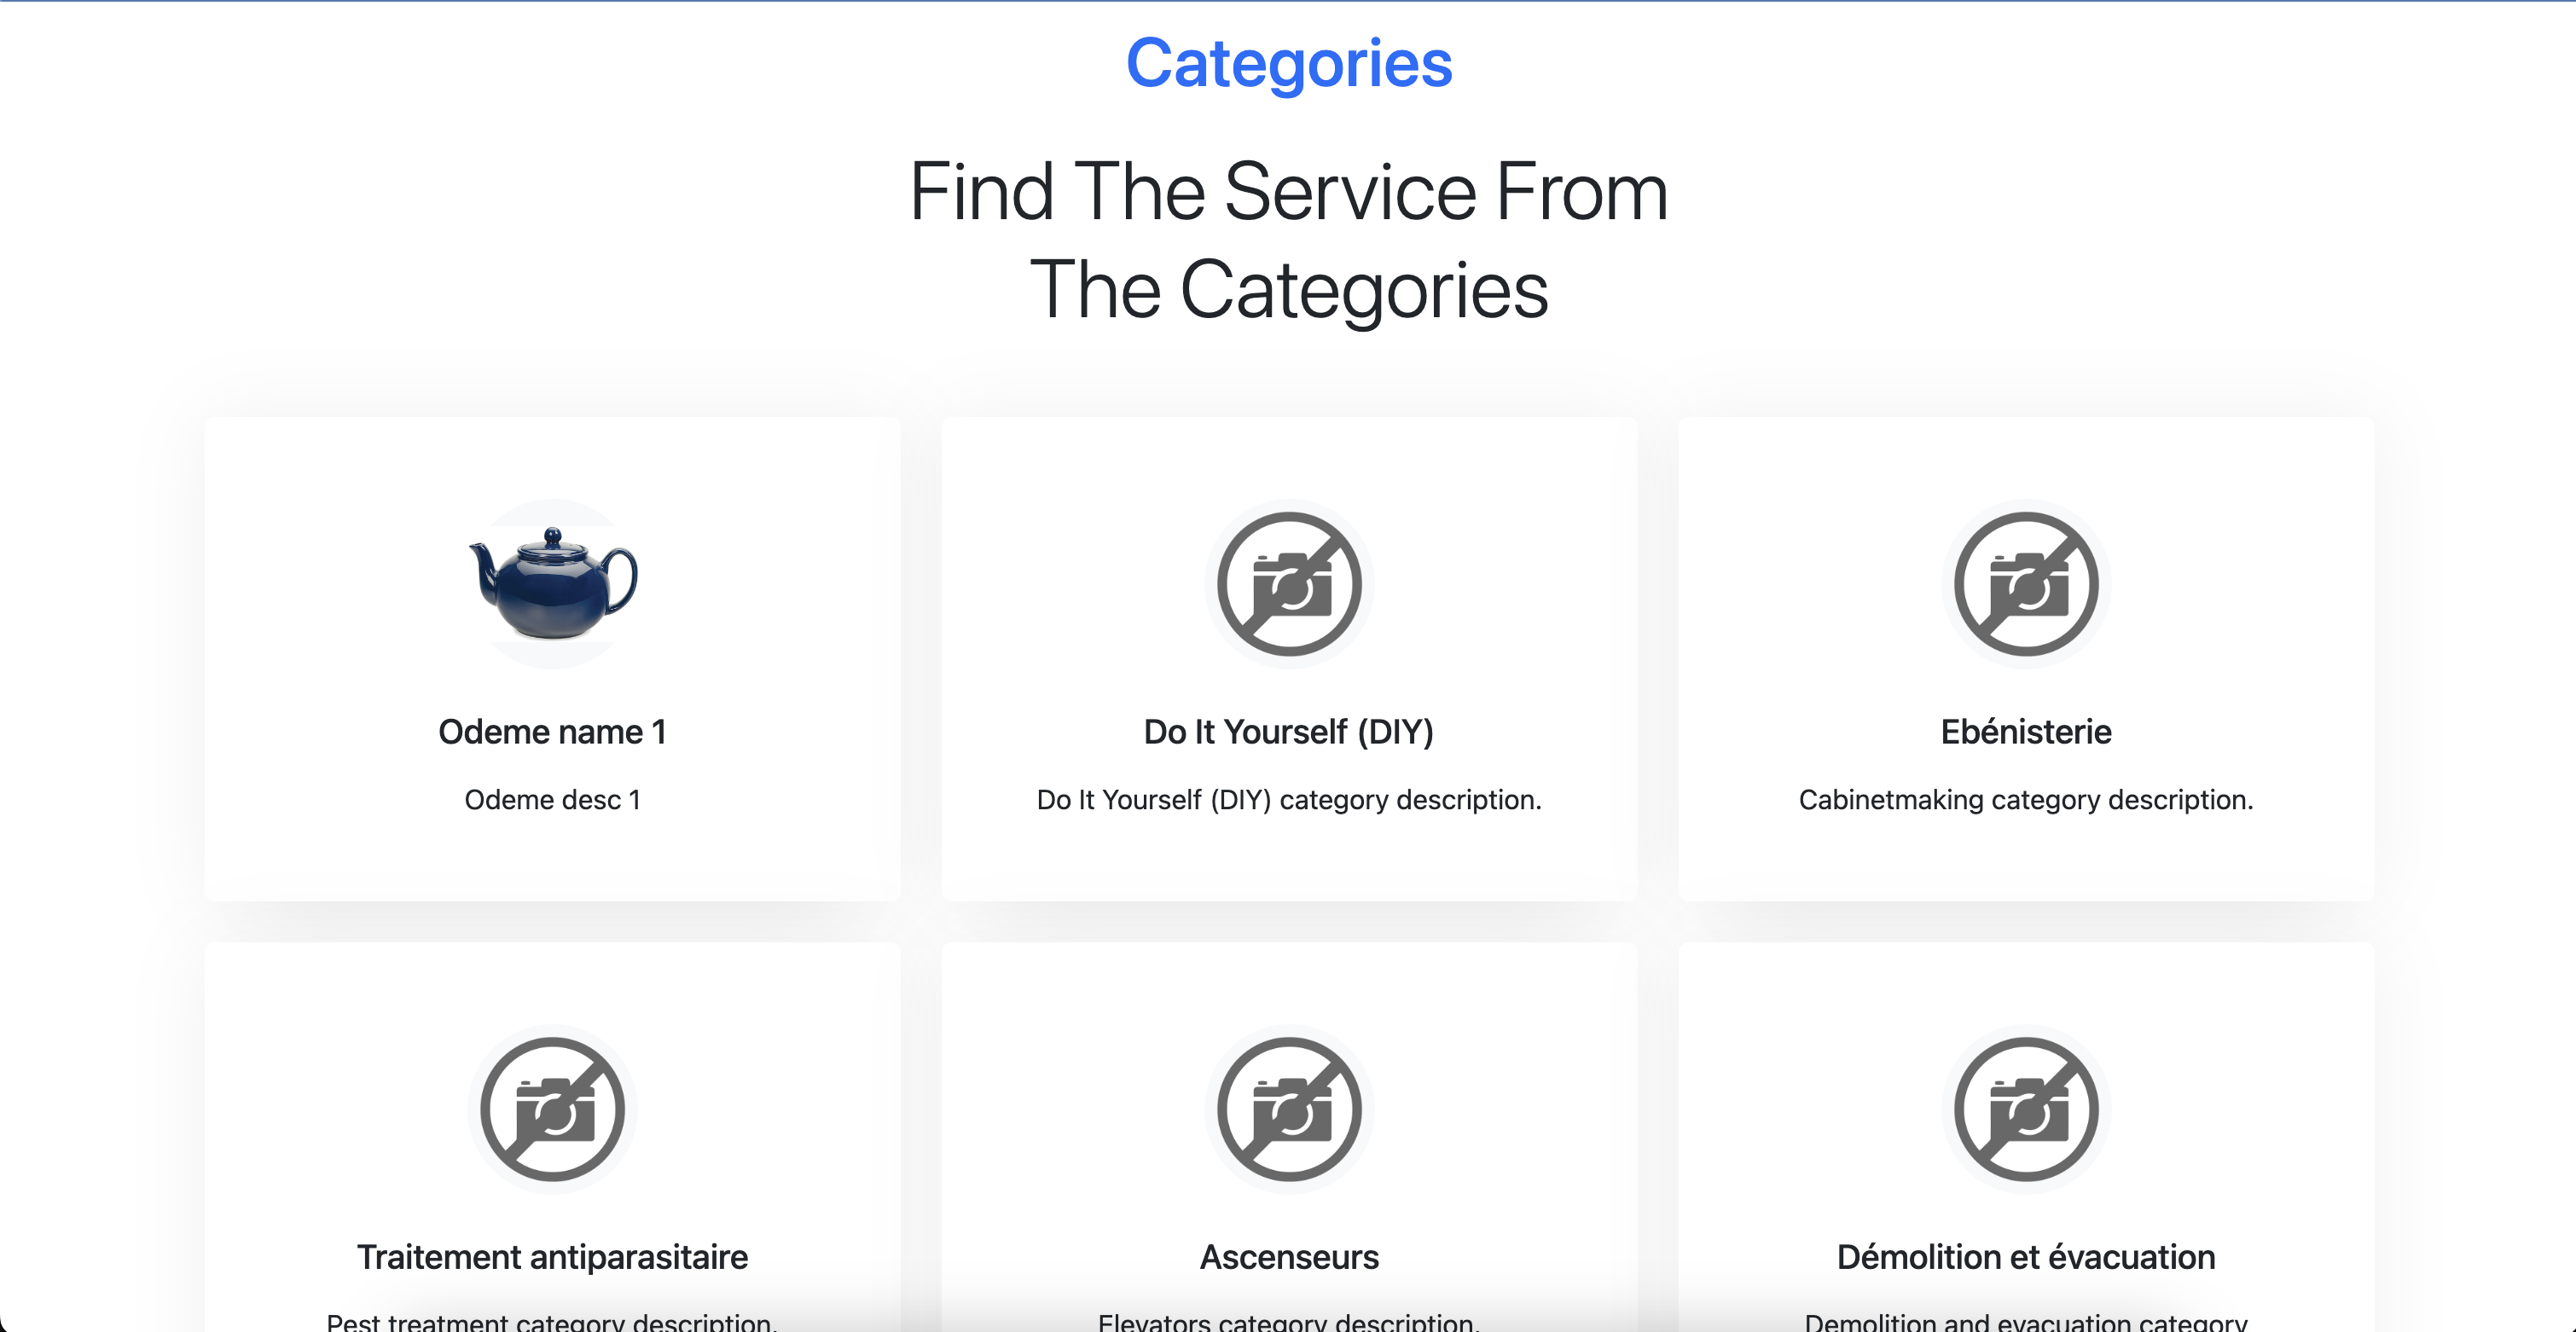 Categories
Find The Service From
The Categories
Odeme name 1
Odeme desc 1
Do It Yourself (DIY)
Do It Yourself (DIY) category description.
Ebénisterie
Cabinetmaking category description.
Traitement antiparasitaire
Pest treatment category description.
Ascenseurs
Elevators category description.
Démolition et évacuation
Demolition and evacuation category